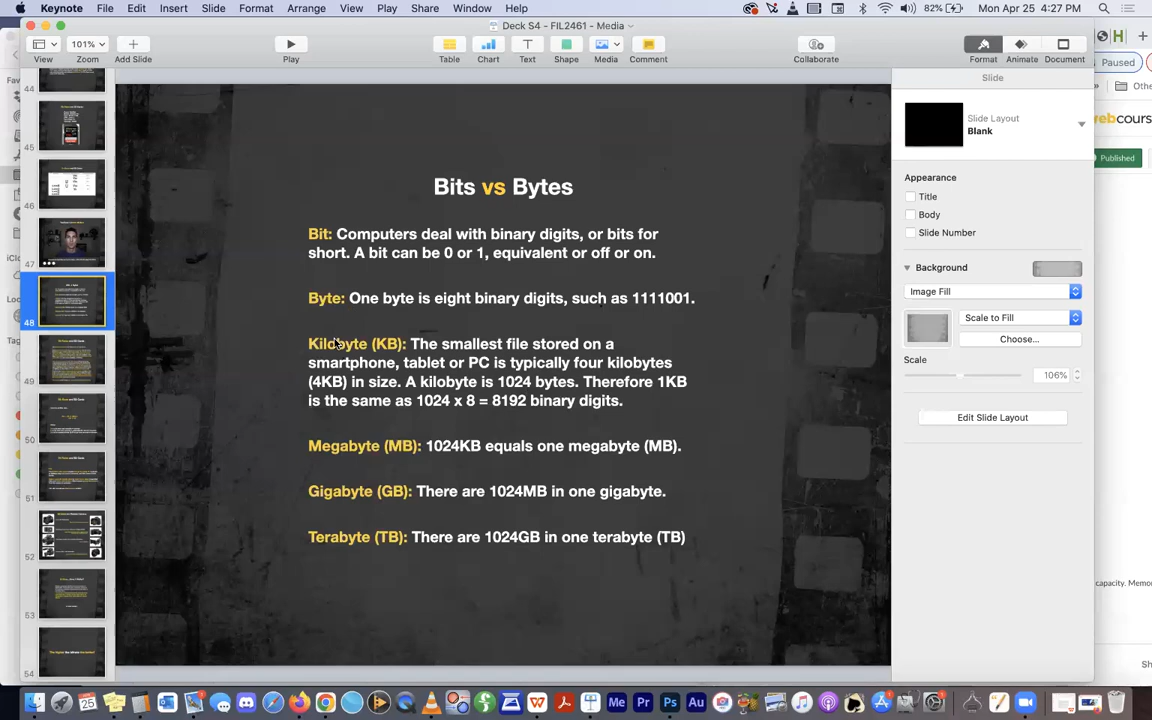 Keynote File Edit Insert Slide Format Arrange View Play Share Window Help 82% Mon Apr 25 4:27 PM
Deck S4 - FIL2461 - Media
101%
View Zoom Add Slide Play Table Chart Text Shape Media Comment Collaborate Format Animate Document
Paused
Slide
Slide Layout
Blank
Published
Appearance
Title
Body
Slide Number
Background
Image Fill
Scale to Fill
Choose...
Scale
106%
Edit Slide Layout
44
45
46
47
48
49
50
51
52
53
54
Bits vs Bytes
Bit: Computers deal with binary digits, or bits for
short. A bit can be 0 or 1, equivalent or off or on.
Byte: One byte is eight binary digits, such as 1111001.
Kilobyte (KB): The smallest file stored on a
smartphone, tablet or PC is typically four kilobytes
(4KB) in size. A kilobyte is 1024 bytes. Therefore 1KB
is the same as 1024 x 8 = 8192 binary digits.
Megabyte (MB): 1024KB equals one megabyte (MB).
Gigabyte (GB): There are 1024MB in one gigabyte.
Terabyte (TB): There are 1024GB in one terabyte (TB)
capacity. Memo
Me Pr Ps Au